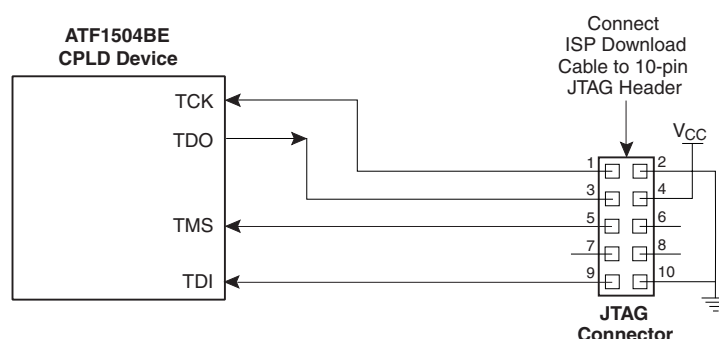 ATF1504BE
CPLD Device
TCK
TDO
TMS
TDI
Connect
ISP Download
Cable to 10-pin
JTAG Header
VCC
1 2
3 4
5 6
7 8
9 10
JTAG
Connector